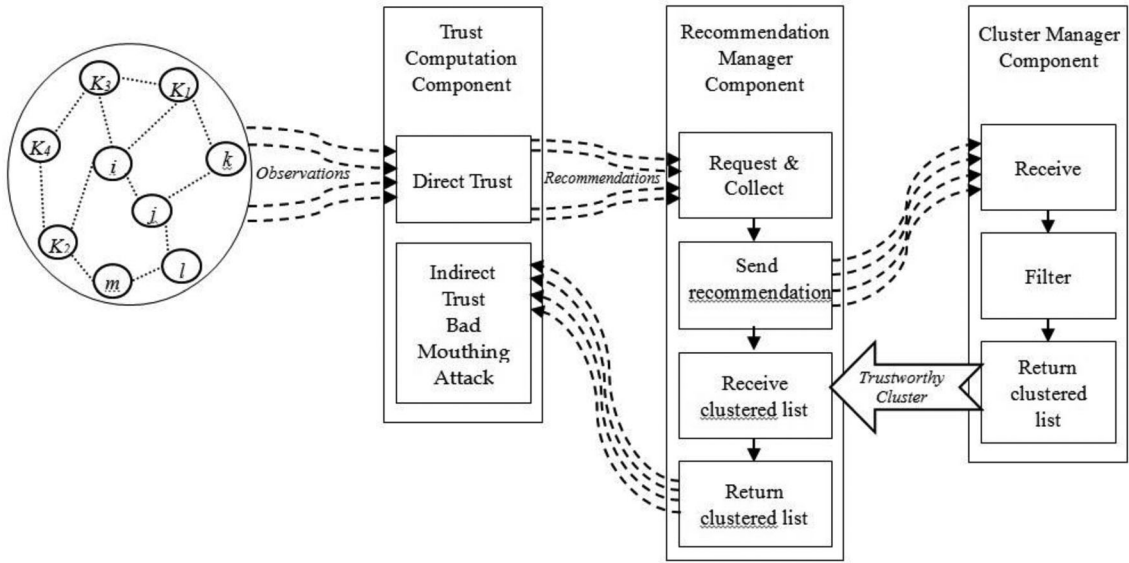 K3
K1
K4
i
k
j
K2
l
m
Observations
Trust
Computation
Component
Direct Trust
Indirect
Trust
Bad
Mouthing
Attack
Recommendations
Recommendation
Manager
Component
Request &
Collect
Send
recommendation
Receive
clustered list
Return
clustered list
Cluster Manager
Component
Receive
Filter
Return
clustered
list
Trustworthy
Cluster